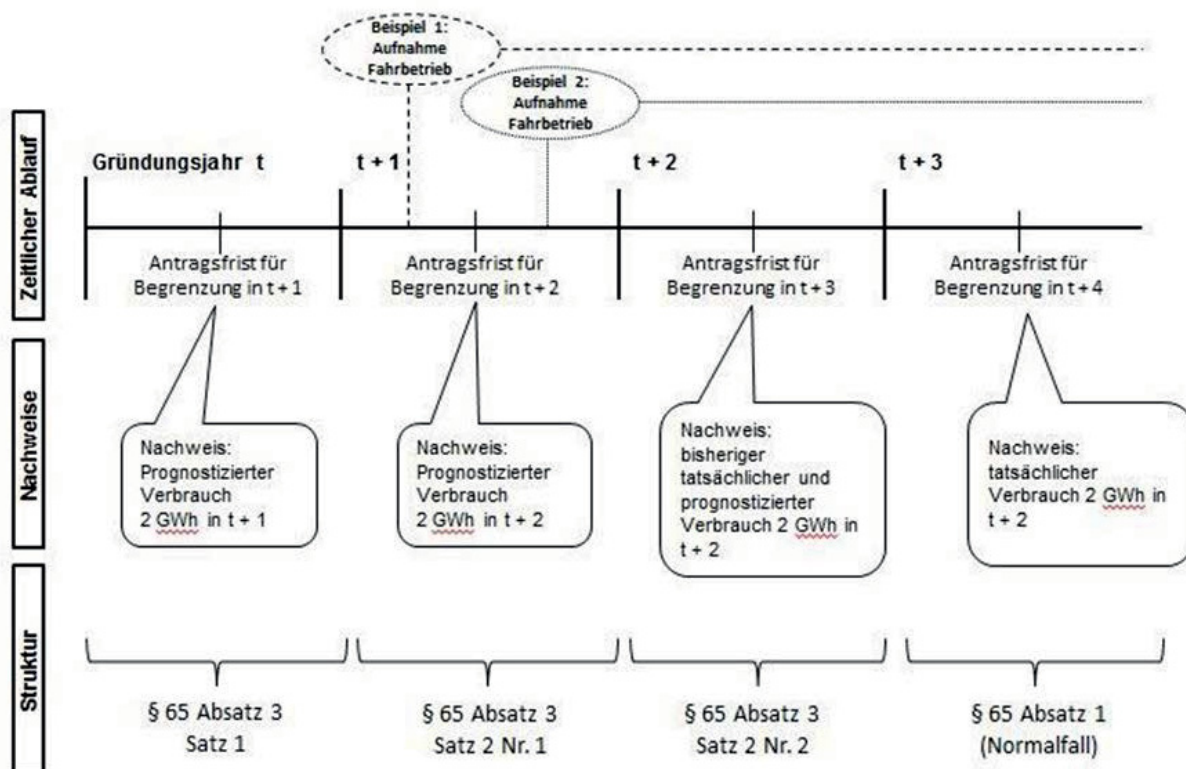 Beispiel 1:
Aufnahme
Fahrbetrieb
Beispiel 2:
Aufnahme
Fahrbetrieb
Zeitlicher Ablauf
Gründungsjahr t
t + 1
t + 2
t + 3
Antragsfrist für
Begrenzung in t + 1
Antragsfrist für
Begrenzung in t + 2
Antragsfrist für
Begrenzung in t + 3
Antragsfrist für
Begrenzung in t + 4
Nachweise
Nachweis:
Prognostizierter
Verbrauch
2 GWh in t + 1
Nachweis:
Prognostizierter
Verbrauch
2 GWh in t + 2
Nachweis:
bisheriger
tatsächlicher und
prognostizierter
Verbrauch 2 GWh in
t + 2
Nachweis:
tatsächlicher
Verbrauch 2 GWh in
t + 2
Struktur
§ 65 Absatz 3
Satz 1
§ 65 Absatz 3
Satz 2 Nr. 1
§ 65 Absatz 3
Satz 2 Nr. 2
§ 65 Absatz 1
(Normalfall)